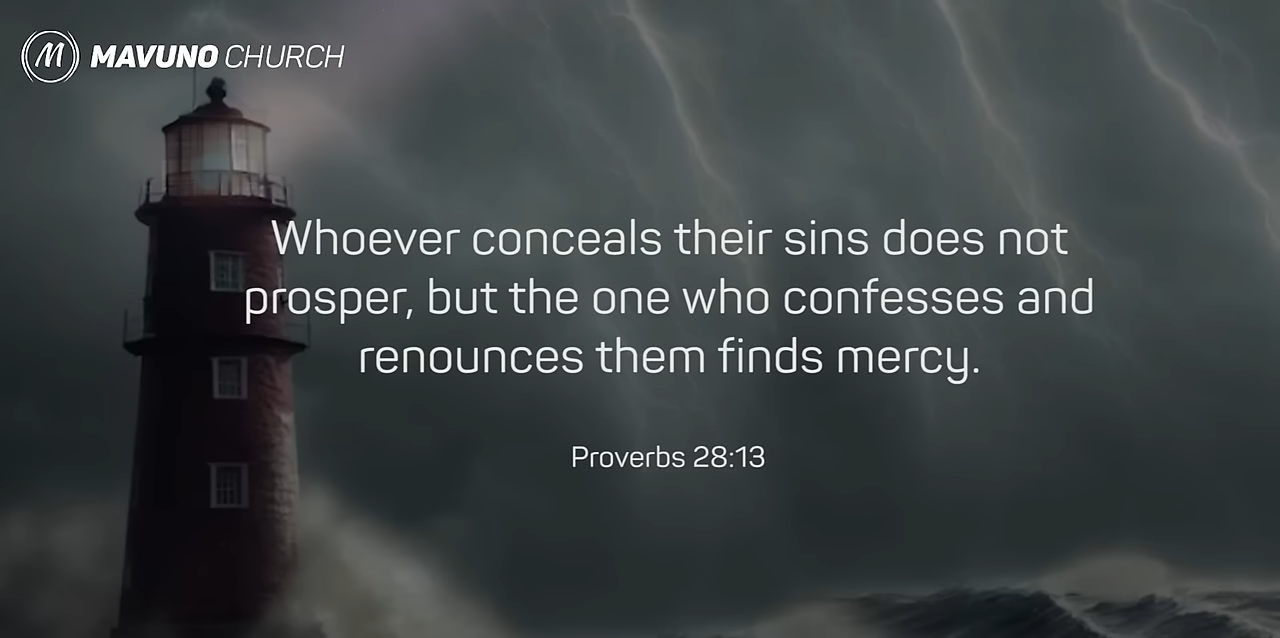 M MAVUNO CHURCH
Whoever conceals their sins does not
prosper, but the one who confesses and
renounces them finds mercy.
Proverbs 28:13